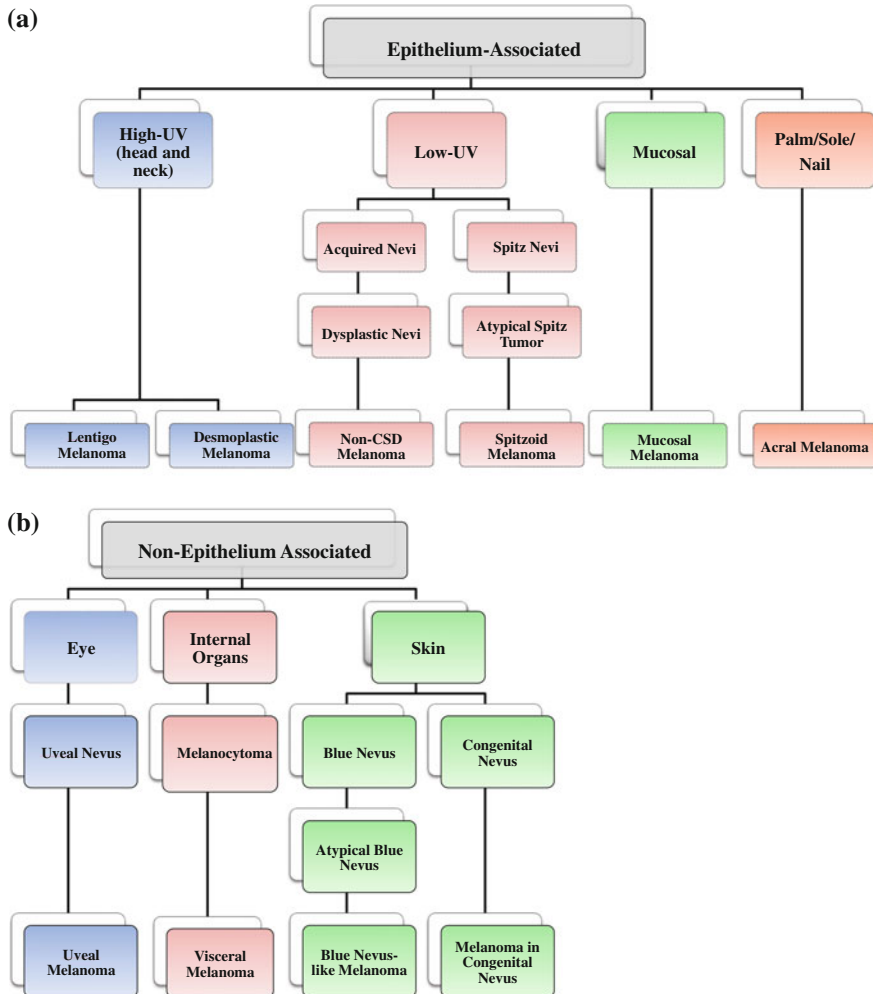 (a)
Epithelium-Associated
High-UV
(head and
neck)
Low-UV
Mucosal
Palm/Sole/
Nail
Acquired Nevi
Spitz Nevi
Dysplastic Nevi
Atypical Spitz
Tumor
Lentigo
Melanoma
Desmoplastic
Melanoma
Non-CSD
Melanoma
Spitzoid
Melanoma
Mucosal
Melanoma
Acral Melanoma
(b)
Non-Epithelium Associated
Eye
Internal
Organs
Skin
Uveal Nevus
Melanocytoma
Blue Nevus
Congenital
Nevus
Atypical Blue
Nevus
Uveal
Melanoma
Visceral
Melanoma
Blue Nevus-
like Melanoma
Melanoma in
Congenital
Nevus